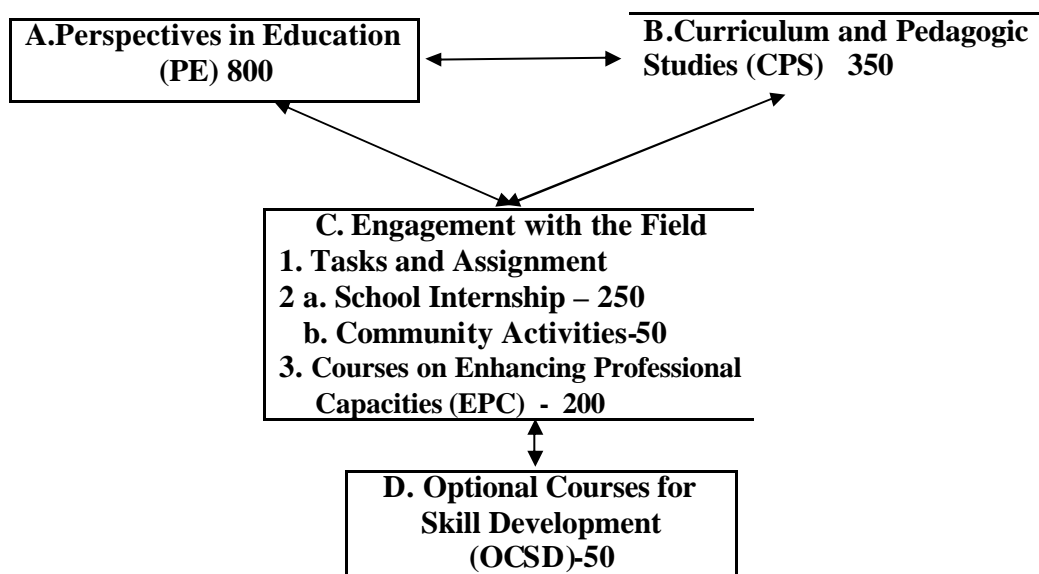 A.Perspectives in Education
(PE) 800
B.Curriculum and Pedagogic
Studies (CPS) 350
C. Engagement with the Field
1. Tasks and Assignment
2 a. School Internship – 250
b. Community Activities-50
3. Courses on Enhancing Professional
Capacities (EPC) - 200
D. Optional Courses for
Skill Development
(OCSD)-50